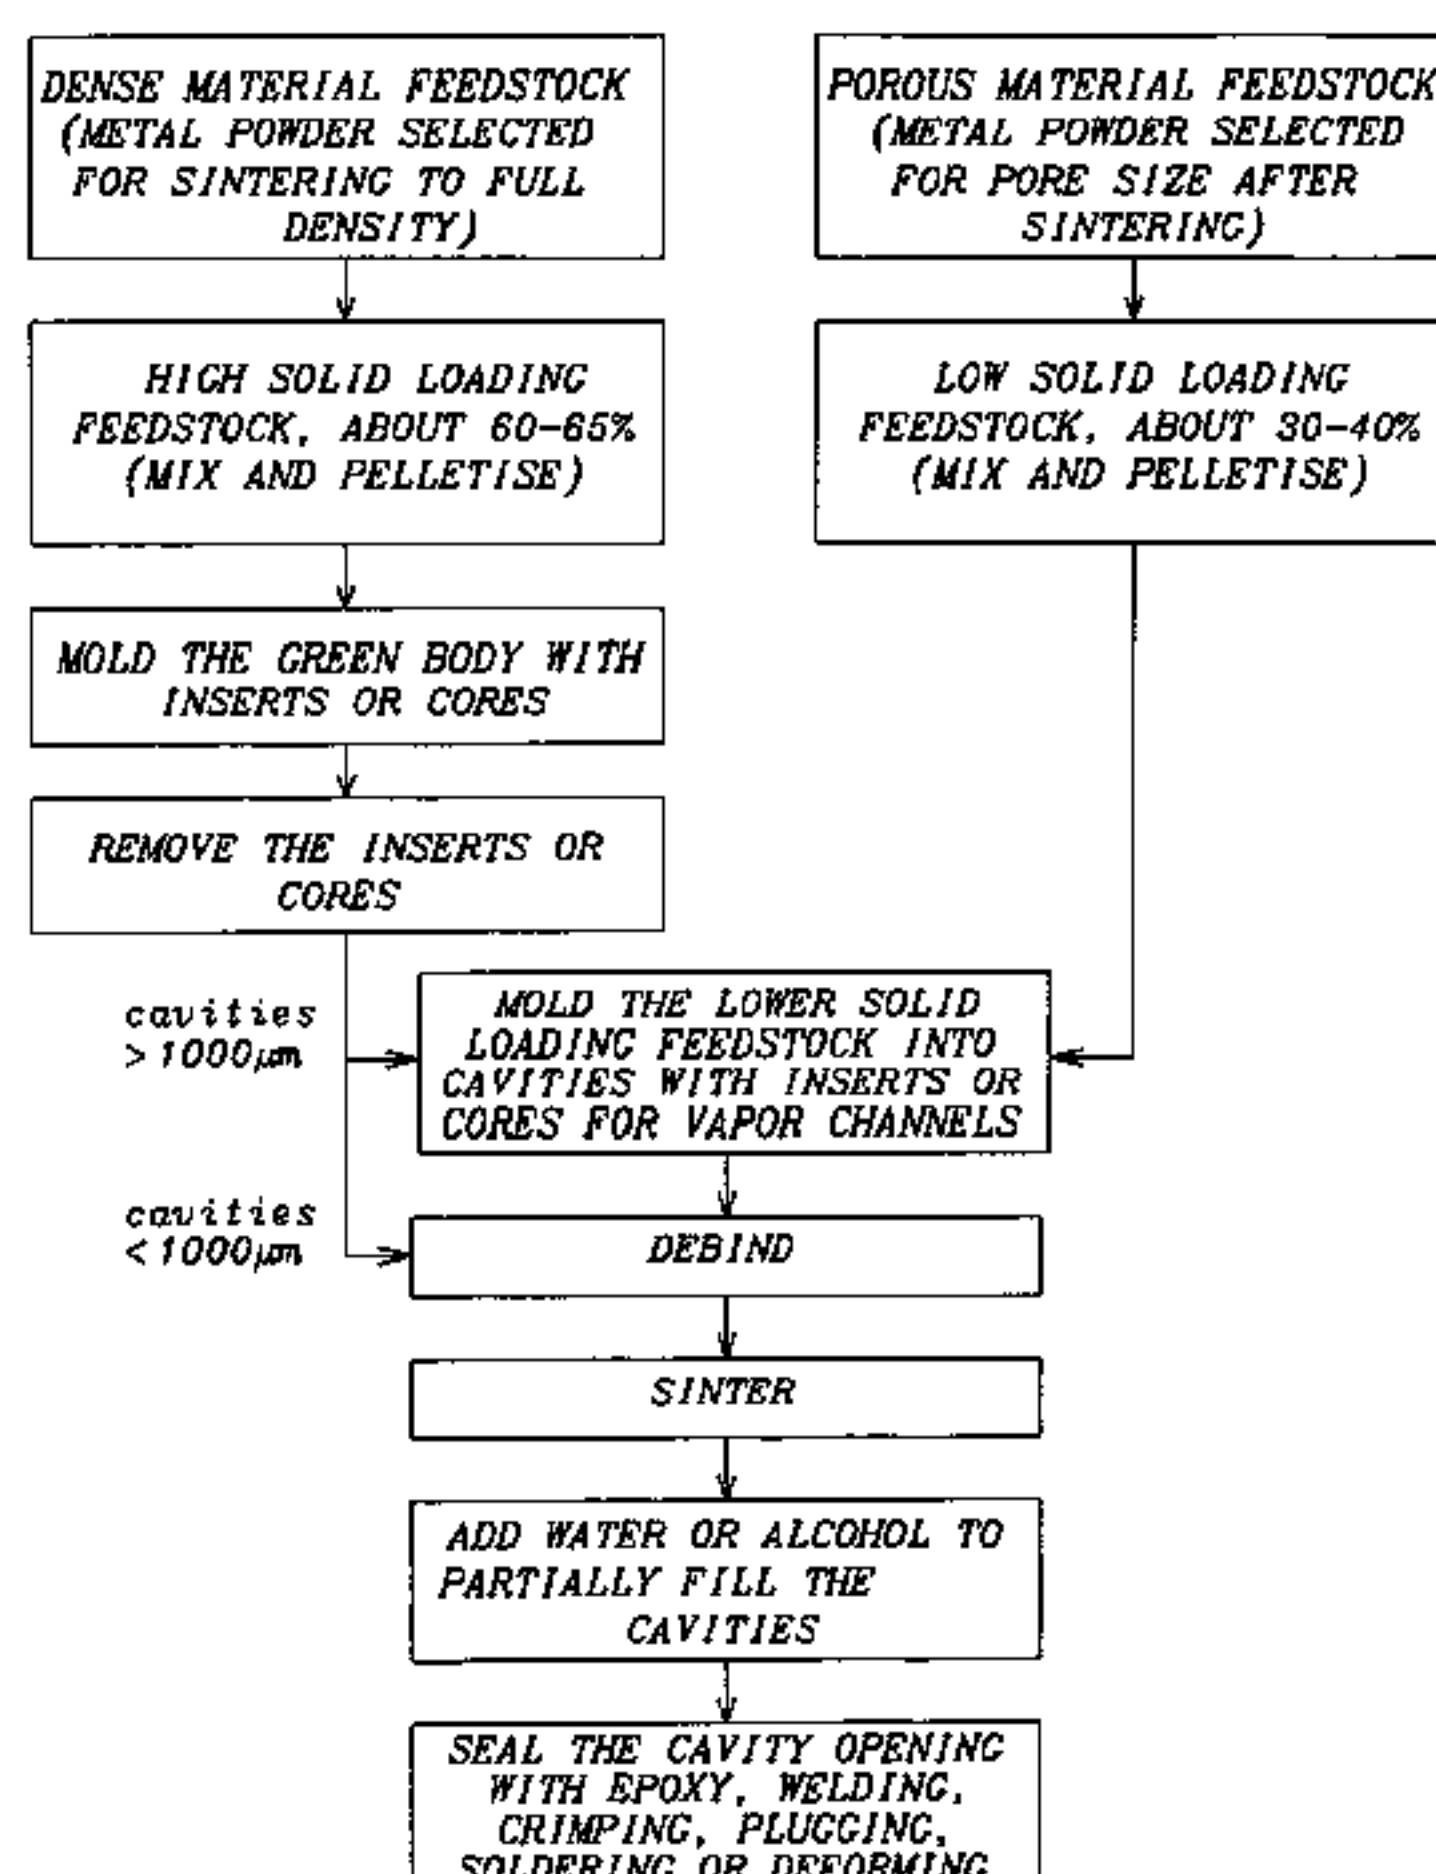 DENSE MATERIAL FEEDSTOCK
(METAL POWDER SELECTED
FOR SINTERING TO FULL
DENSITY)
POROUS MATERIAL FEEDSTOCK
(METAL POWDER SELECTED
FOR PORE SIZE AFTER
SINTERING)
HIGH SOLID LOADING
FEEDSTOCK, ABOUT 60-65%
(MIX AND PELLETISE)
LOW SOLID LOADING
FEEDSTOCK, ABOUT 30-40%
(MIX AND PELLETISE)
MOLD THE GREEN BODY WITH
INSERTS OR CORES
REMOVE THE INSERTS OR
CORES
cavities
>1000μm
MOLD THE LOWER SOLID
LOADING FEEDSTOCK INTO
CAVITIES WITH INSERTS OR
CORES FOR VAPOR CHANNELS
cavities
<1000μm
DEBIND
SINTER
ADD WATER OR ALCOHOL TO
PARTIALLY FILL THE
CAVITIES
SEAL THE CAVITY OPENING
WITH EPOXY, WELDING,
CRIMPING, PLUGGING,
SOLDERING OR DEFORMING